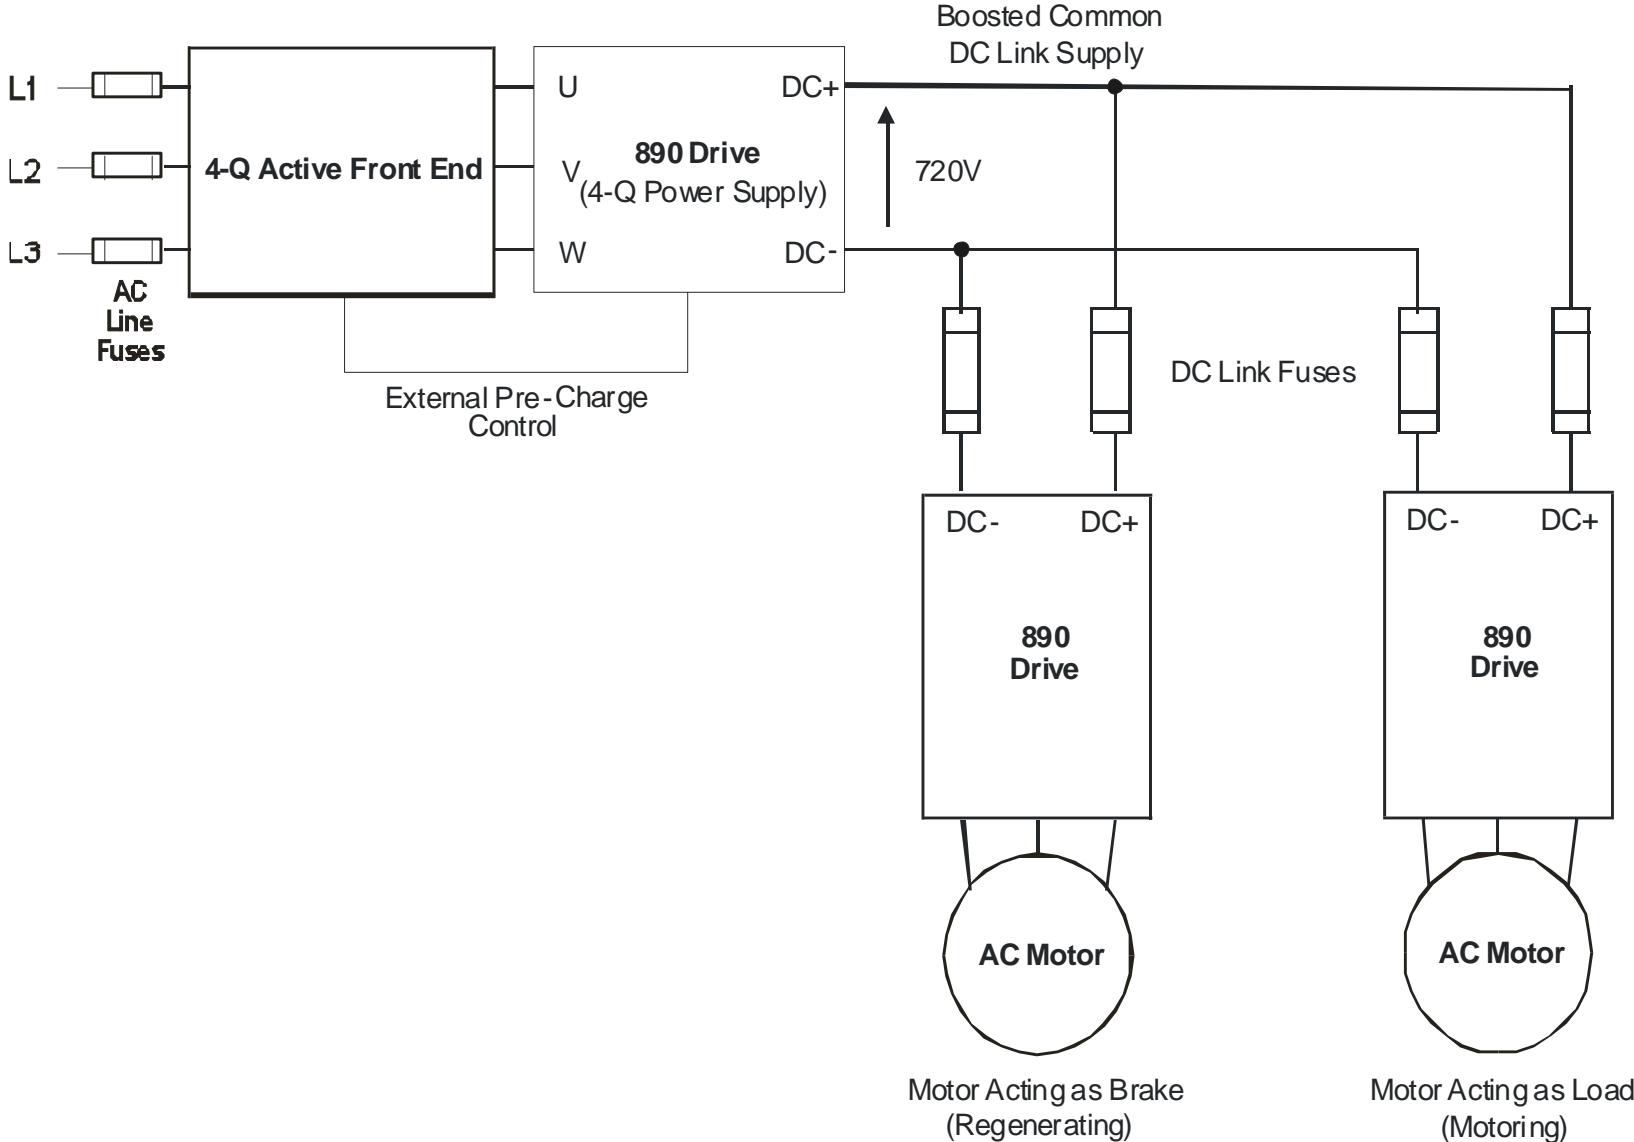 Boosted Common
DC Link Supply
L1
L2
L3
AC
Line
Fuses
4-Q Active Front End
U
V
W
890 Drive
(4-Q Power Supply)
DC+
DC-
720V
External Pre-Charge
Control
DC Link Fuses
DC-
DC+
890
Drive
AC Motor
Motor Acting as Brake
(Regenerating)
DC-
DC+
890
Drive
AC Motor
Motor Acting as Load
(Motoring)